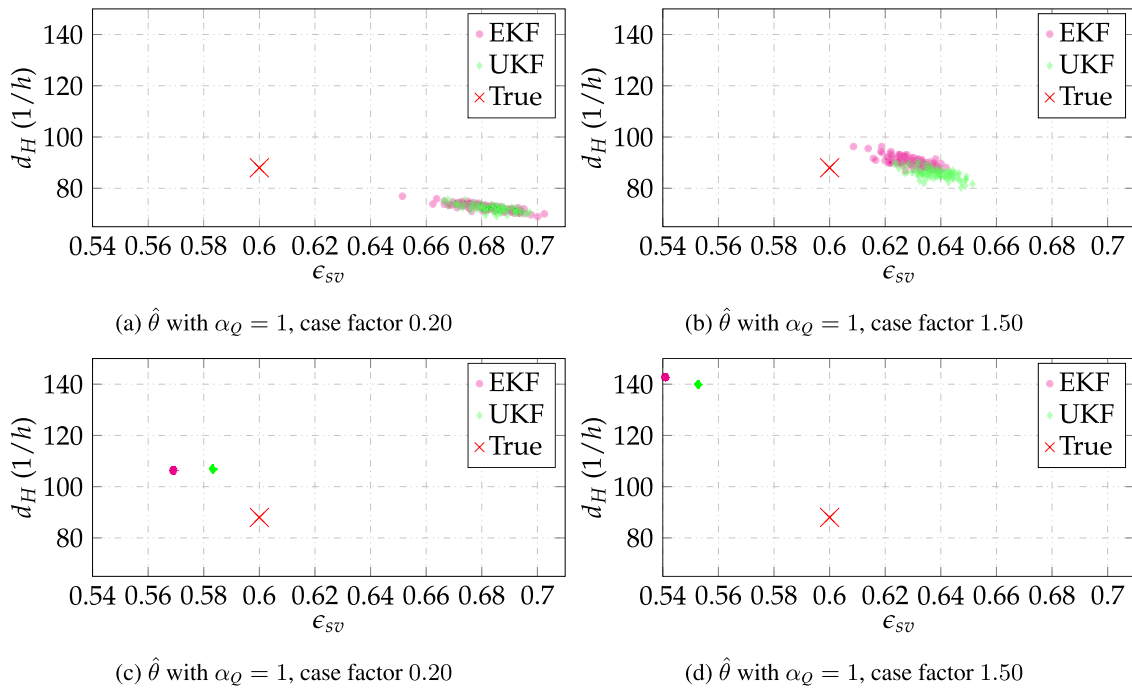 140
120
100
80
d_H (1/h)
EKF
UKF
True
0.54 0.56 0.58 0.6 0.62 0.64 0.66 0.68 0.7
ϵ_sv
(a) θ̂ with α_Q = 1, case factor 0.20
140
120
100
80
d_H (1/h)
EKF
UKF
True
0.54 0.56 0.58 0.6 0.62 0.64 0.66 0.68 0.7
ϵ_sv
(b) θ̂ with α_Q = 1, case factor 1.50
140
120
100
80
d_H (1/h)
EKF
UKF
True
0.54 0.56 0.58 0.6 0.62 0.64 0.66 0.68 0.7
ϵ_sv
(c) θ̂ with α_Q = 1, case factor 0.20
140
120
100
80
d_H (1/h)
EKF
UKF
True
0.54 0.56 0.58 0.6 0.62 0.64 0.66 0.68 0.7
ϵ_sv
(d) θ̂ with α_Q = 1, case factor 1.50